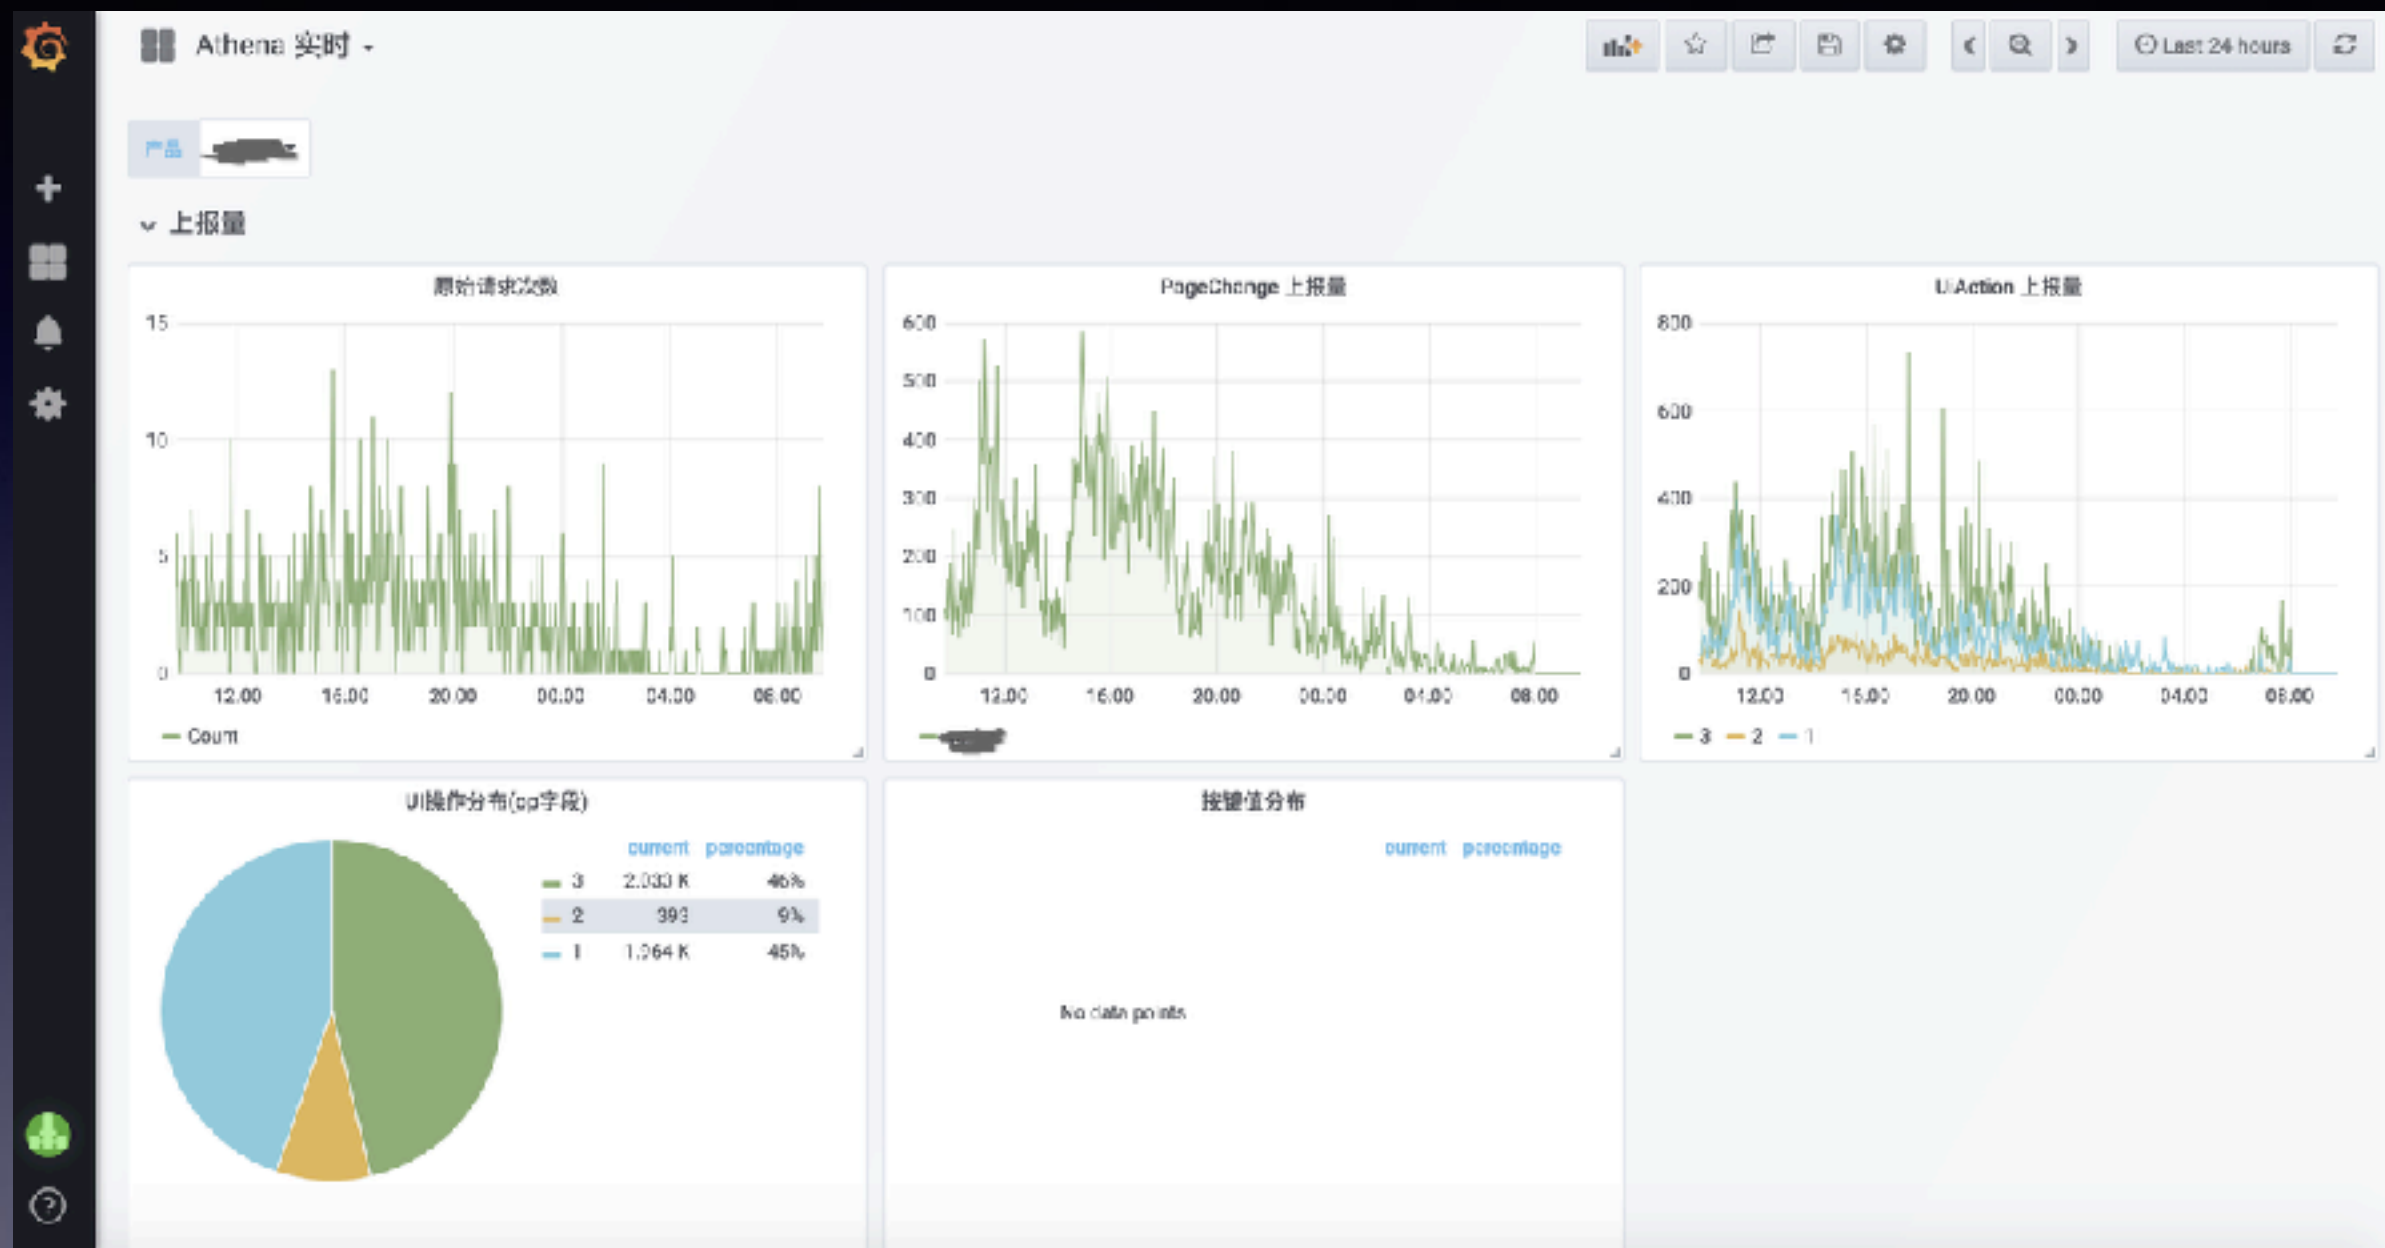 Athena 实时
Last 24 hours
产品
上报量
原始请求次数
15
10
5
0
12:00 16:00 20:00 00:00 04:00 08:00
Count
PageChange 上报量
600
500
400
300
200
100
0
12:00 16:00 20:00 00:00 04:00 08:00
UiAction 上报量
800
600
400
200
0
12:00 16:00 20:00 00:00 04:00 08:00
3 2 1
UI操作分布(op字段)
current percentage
3 2.033 K 46%
2 393 9%
1 1.964 K 45%
按键值分布
current percentage
No data points